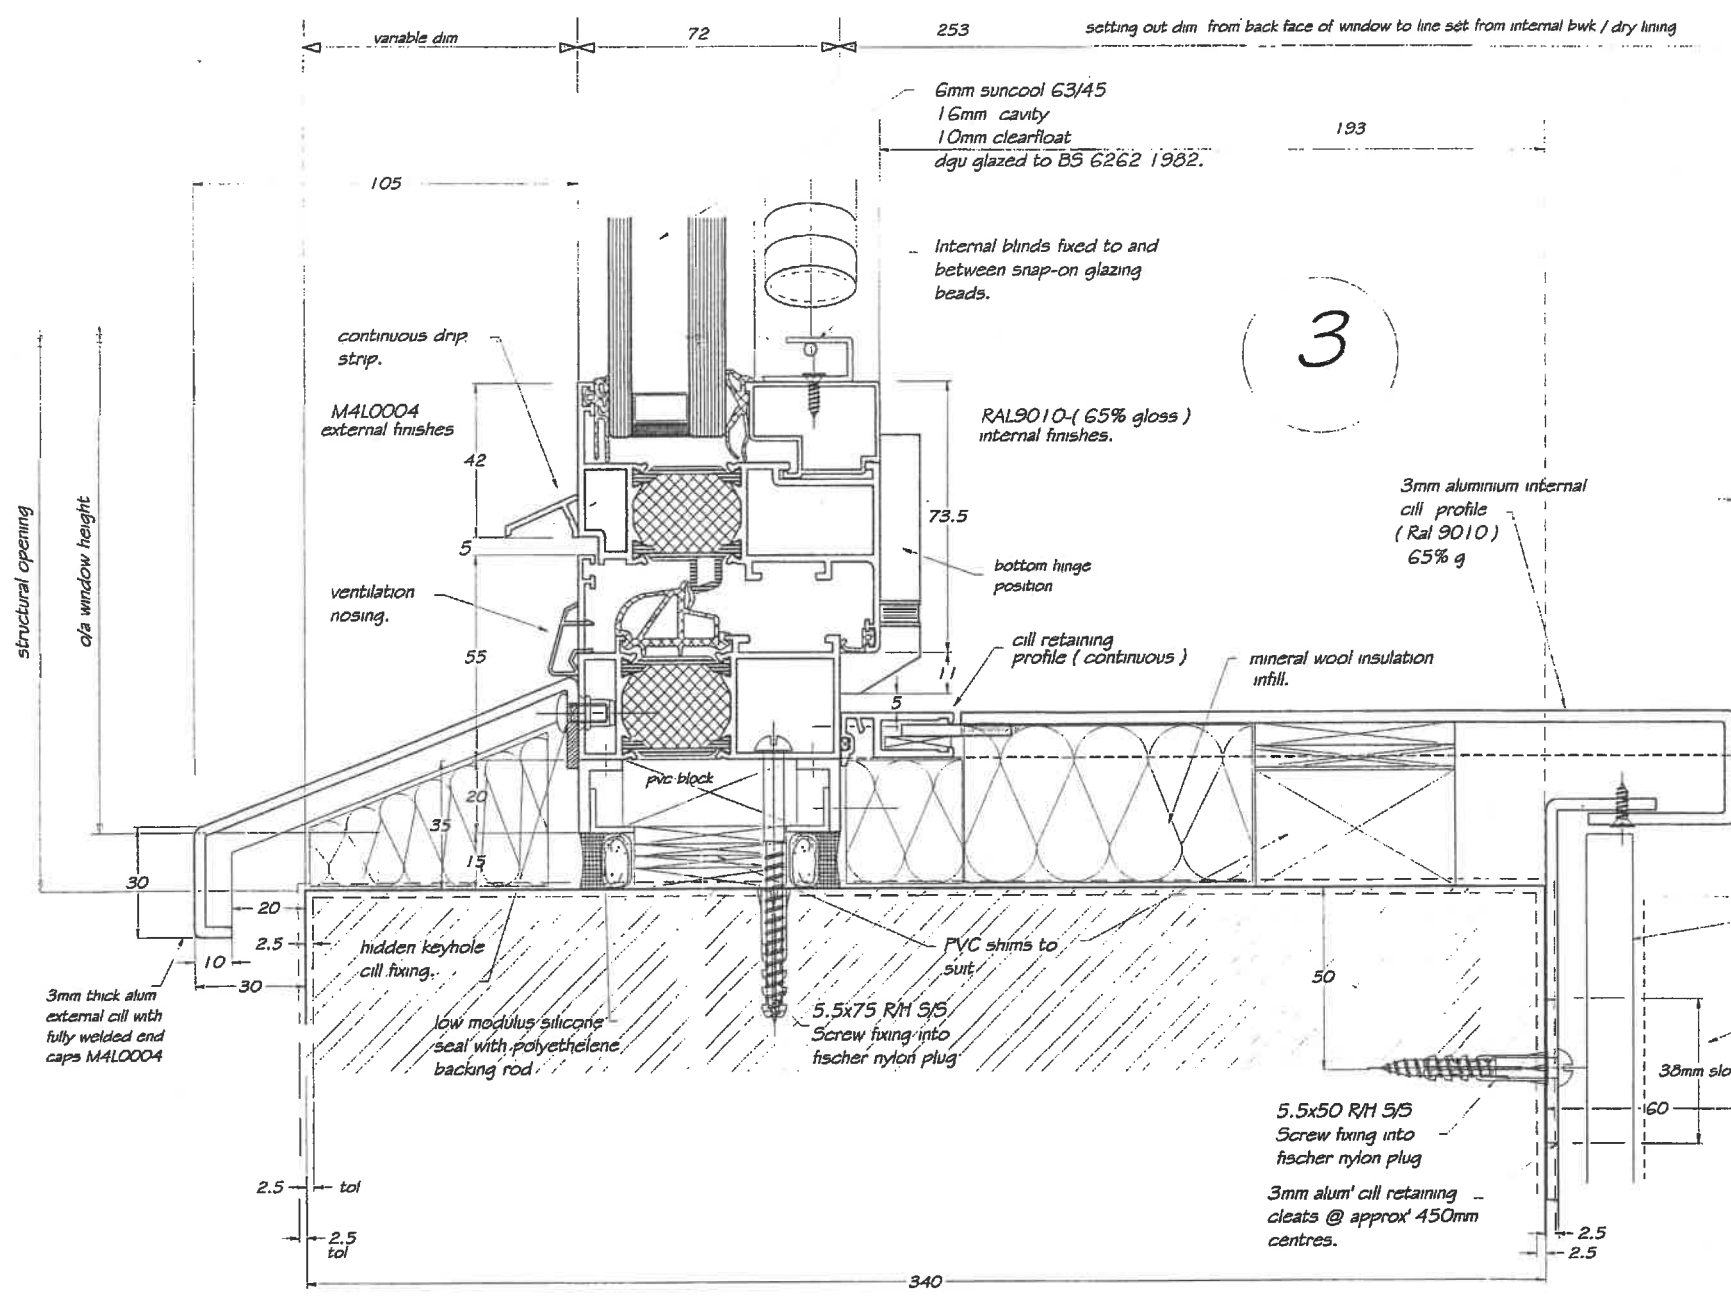 variable dim
72
253
setting out dim from back face of window to line set from internal bwk / dry lining
6mm suncool 63/45
16mm cavity
10mm clearfloat
dgu glazed to BS 6262 1982.
193
105
Internal blinds fixed to and
between snap-on glazing
beads.
3
continuous drip
strip.
M4L0004
external finishes
RAL9010-( 65% gloss )
internal finishes.
42
5
73.5
3mm aluminium internal
cill profile
( Ral 9010 )
65% g
structural opening
o/a window height
ventilation
nosing.
bottom hinge
position
55
cill retaining
profile ( continuous )
11
5
mineral wool insulation
infill.
pvc block
20
35
15
30
20
2.5
10
30
hidden keyhole
cill fixing.
PVC shims to
suit
50
3mm thick alum
external cill with
fully welded end
caps M4L0004
low modulus silicone
seal with polyethelene
backing rod
5.5x75 R/H S/S
Screw fixing into
fischer nylon plug
38mm slo
60
5.5x50 R/H S/S
Screw fixing into
fischer nylon plug
3mm alum' cill retaining
cleats @ approx' 450mm
centres.
2.5 tol
2.5
tol
2.5
2.5
340